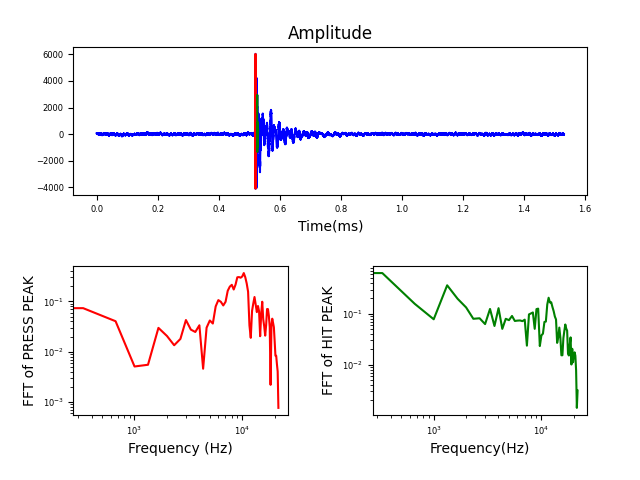 Amplitude
6000
4000
2000
0
−2000
−4000
0.0 0.2 0.4 0.6 0.8 1.0 1.2 1.4 1.6
Time(ms)
FFT of PRESS PEAK
10⁻¹
10⁻²
10⁻³
10³ 10⁴
Frequency (Hz)
FFT of HIT PEAK
10⁻¹
10⁻²
10³ 10⁴
Frequency(Hz)